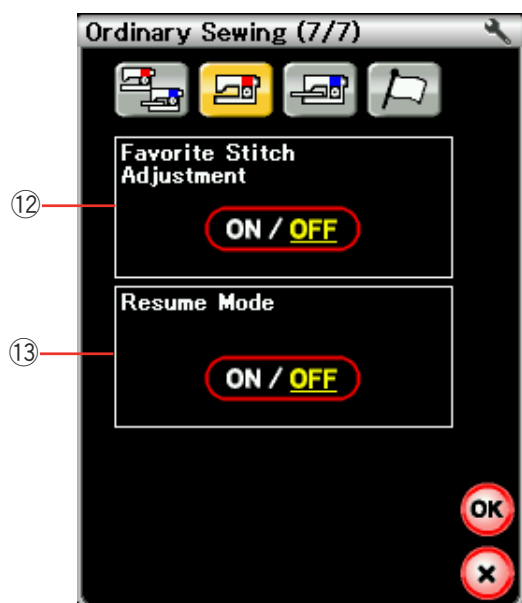 Ordinary Sewing (7/7)
Favorite Stitch
Adjustment
⑫
ON / OFF
Resume Mode
⑬
ON / OFF
OK